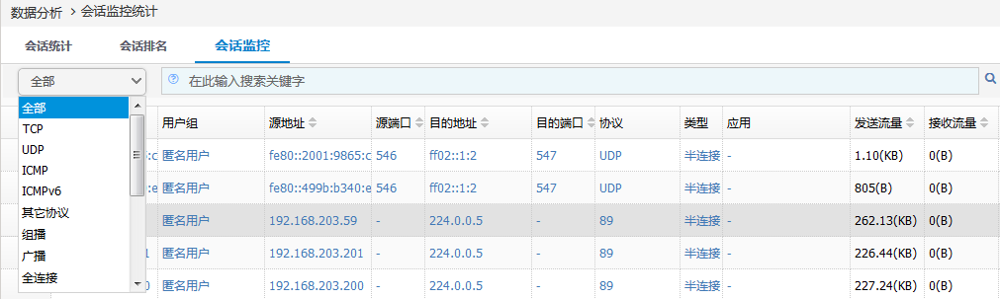 数据分析 > 会话监控统计
会话统计 会话排名 会话监控
全部 在此输入搜索关键字
全部
TCP
UDP
ICMP
ICMPv6
其它协议
组播
广播
全连接
用户组 源地址 源端口 目的地址 目的端口 协议 类型 应用 发送流量 接收流量
:c 匿名用户 fe80::2001:9865:c 546 ff02::1:2 547 UDP 半连接 - 1.10(KB) 0(B)
:e 匿名用户 fe80::499b:b340:e 546 ff02::1:2 547 UDP 半连接 - 805(B) 0(B)
匿名用户 192.168.203.59 - 224.0.0.5 - 89 半连接 - 262.13(KB) 0(B)
1 匿名用户 192.168.203.201 - 224.0.0.5 - 89 半连接 - 226.44(KB) 0(B)
0 匿名用户 192.168.203.200 - 224.0.0.5 - 89 半连接 - 227.24(KB) 0(B)